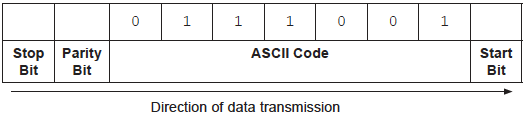 0 1 1 1 0 0 1
Stop Bit Parity Bit ASCII Code Start Bit
Direction of data transmission